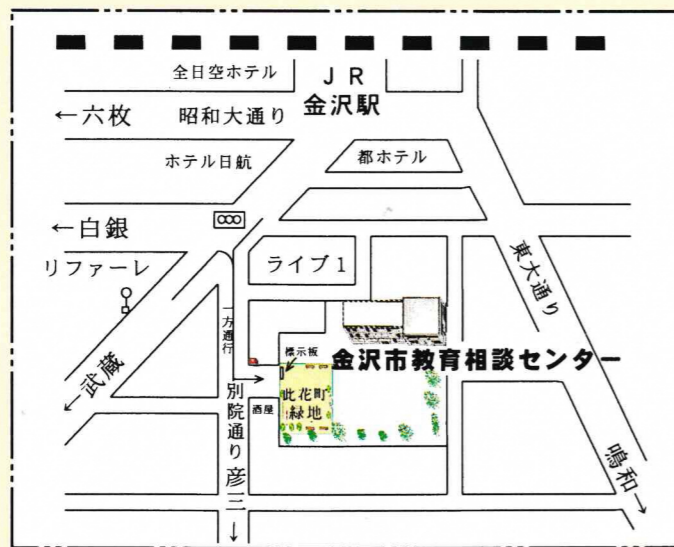 全日空ホテル
JR
金沢駅
←六枚
昭和大通り
ホテル日航
都ホテル
←白銀
リファーレ
ライブ1
東大通り
一方通行
標示板
金沢市教育相談センター
←武蔵
別院通り
酒屋
此花町
緑地
彦三
↓
鳴和→